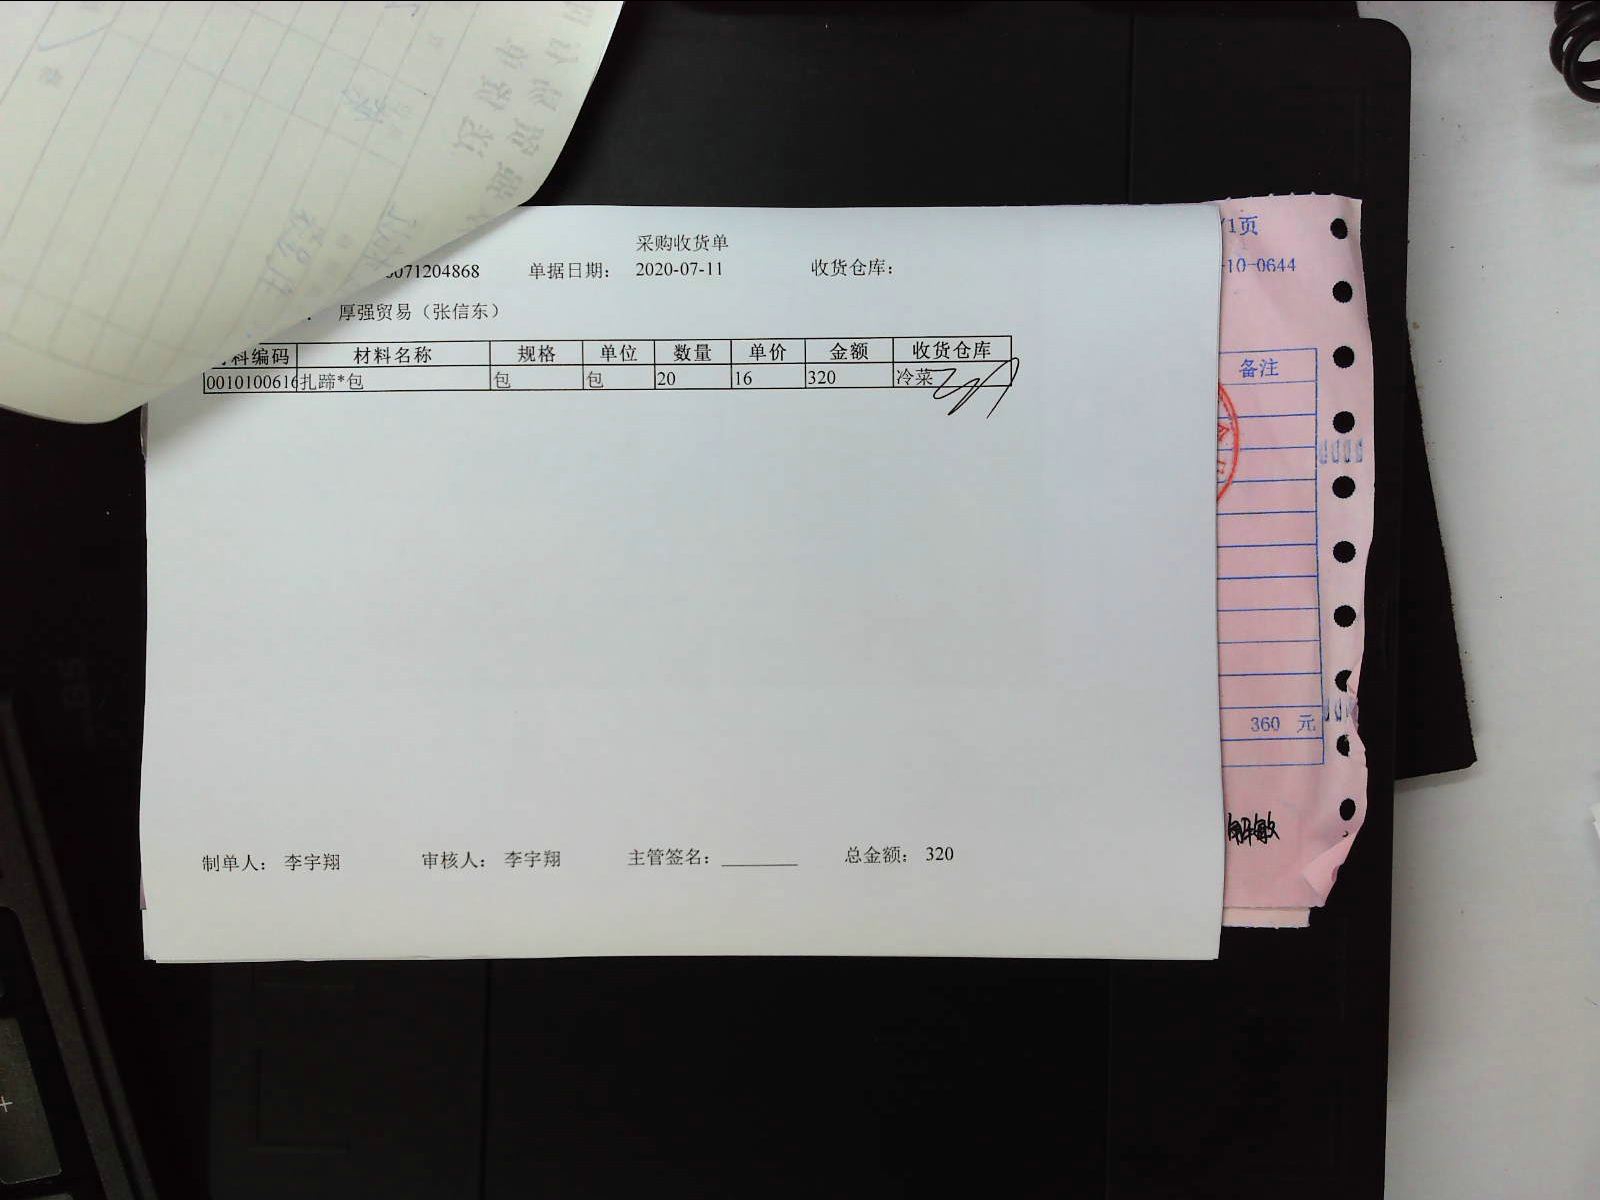 采购收货单
0071204868 单据日期： 2020-07-11 收货仓库：
厚强贸易（张信东）
料编码 材料名称 规格 单位 数量 单价 金额 收货仓库
0010100616 扎蹄*包 包 包 20 16 320 冷菜
制单人： 李宇翔 审核人： 李宇翔 主管签名： 总金额： 320
/1页
-10-0644
备注
360 元